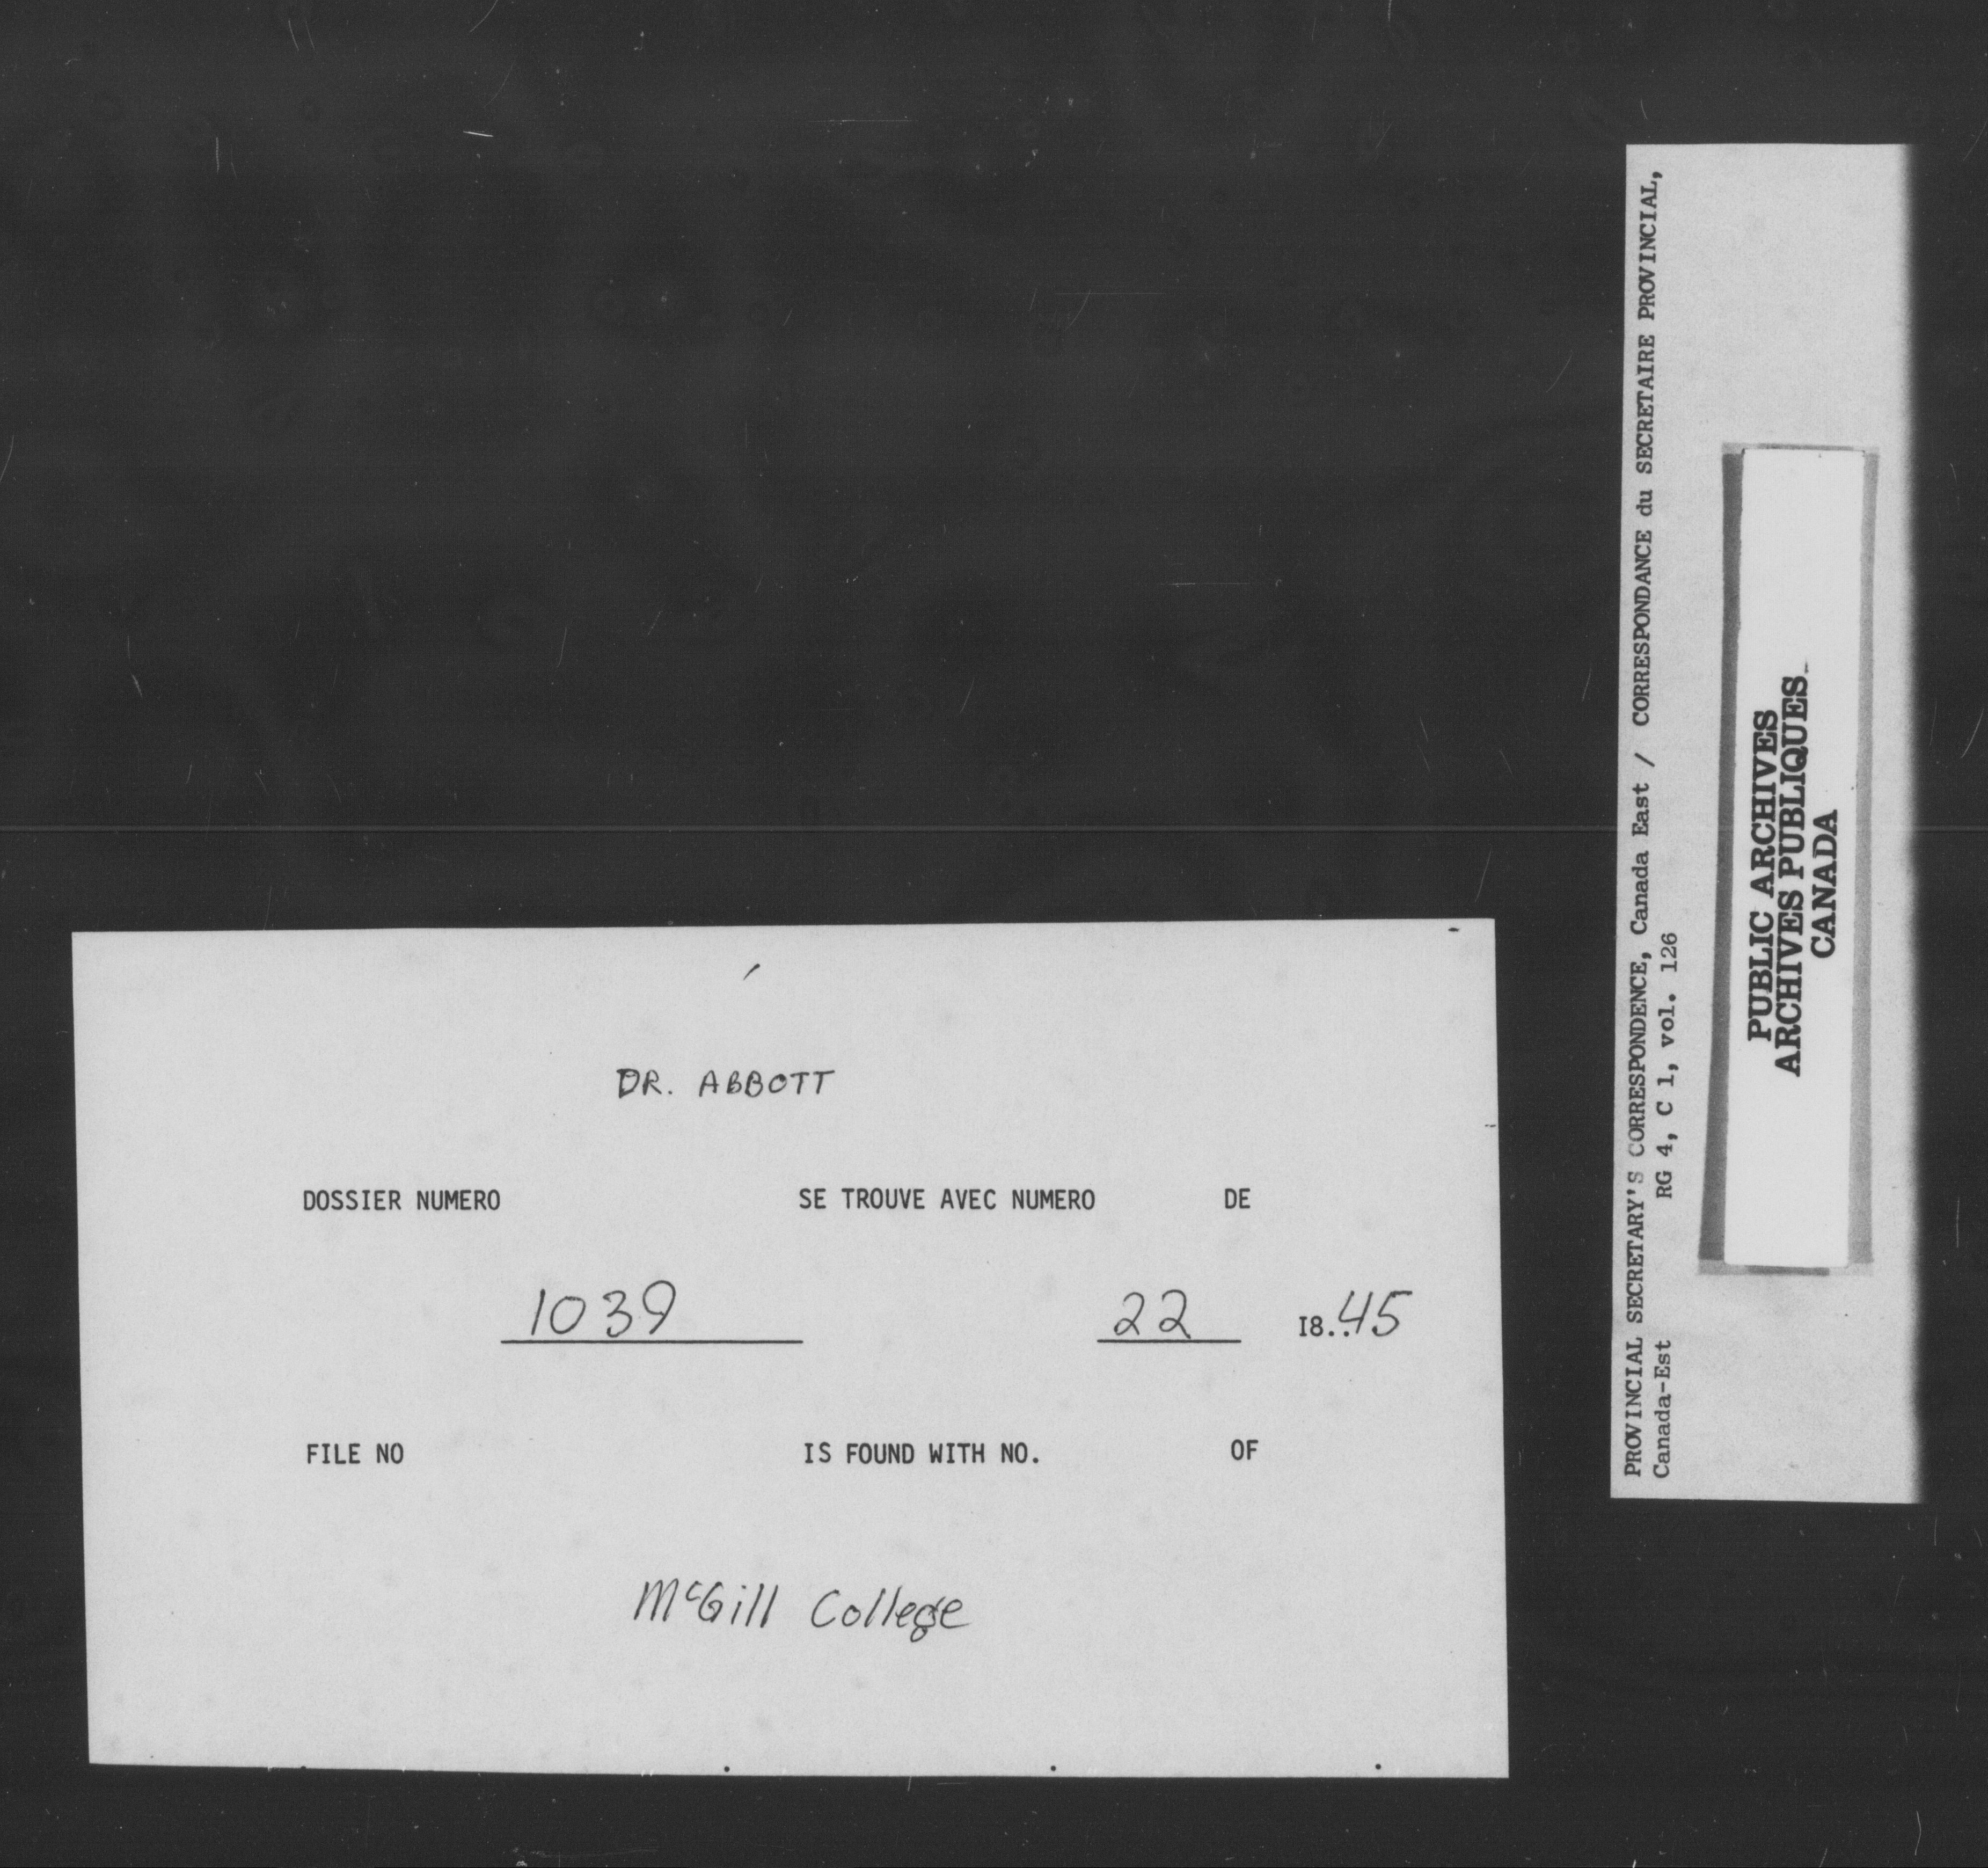 DR. ABBOTT
DOSSIER NUMERO SE TROUVE AVEC NUMERO DE
1039 22 18..45
FILE NO IS FOUND WITH NO. OF
McGill College
PROVINCIAL SECRETARY'S CORRESPONDENCE, Canada East / CORRESPONDANCE du SECRETAIRE PROVINCIAL,
Canada-Est RG 4, C 1, vol. 126
PUBLIC ARCHIVES
ARCHIVES PUBLIQUES
CANADA